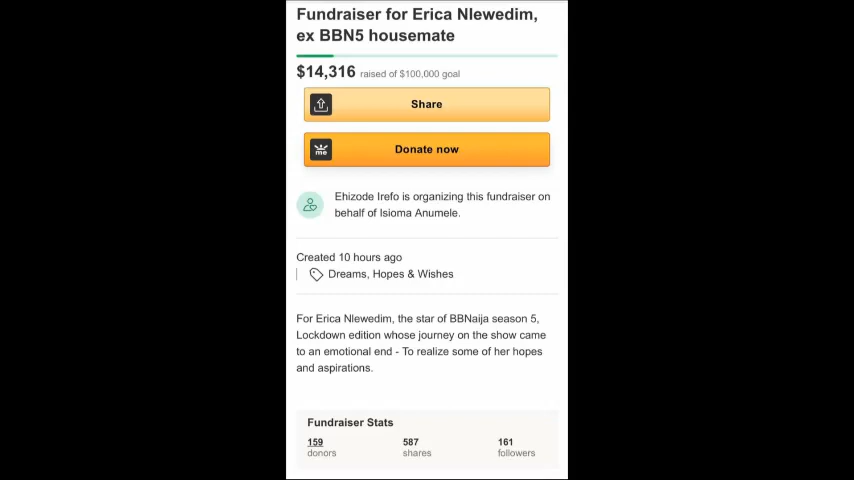 Fundraiser for Erica Nlewedim,
ex BBN5 housemate
$14,316 raised of $100,000 goal
Share
me
Donate now
Ehizode Irefo is organizing this fundraiser on
behalf of Isioma Anumele.
Created 10 hours ago
Dreams, Hopes & Wishes
For Erica Nlewedim, the star of BBNaija season 5,
Lockdown edition whose journey on the show came
to an emotional end - To realize some of her hopes
and aspirations.
Fundraiser Stats
159 587 161
donors shares followers